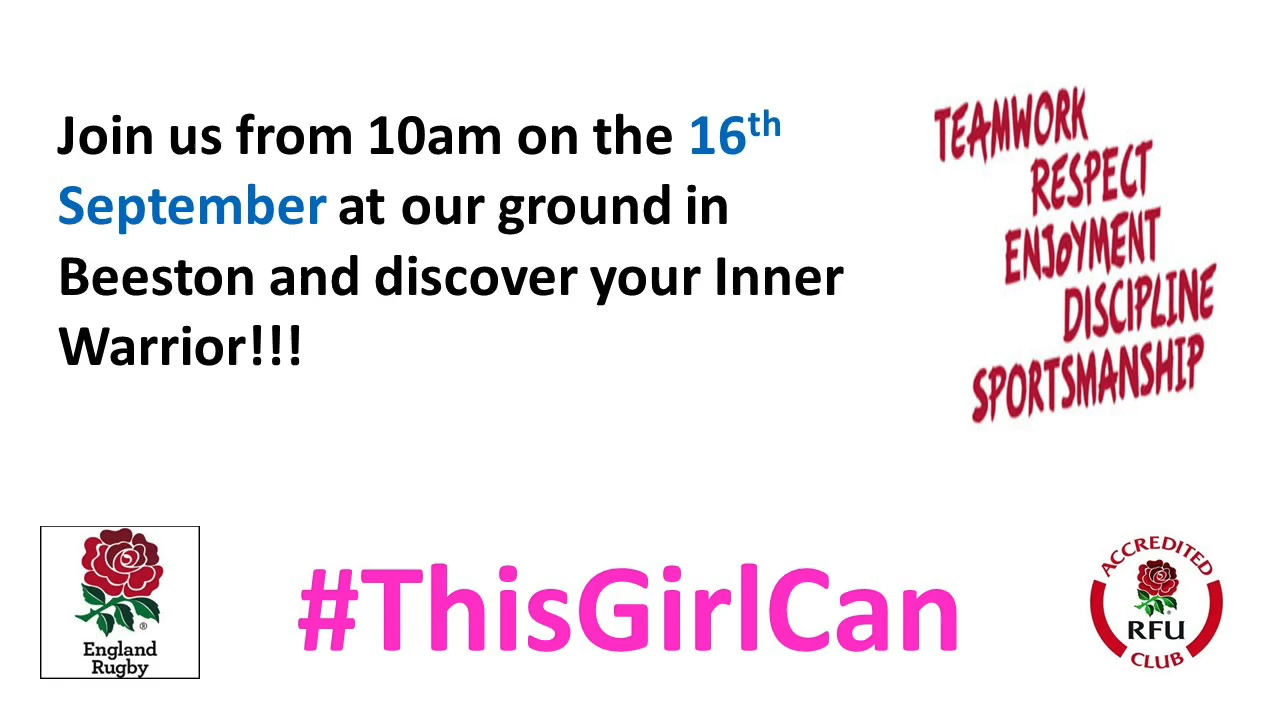 Join us from 10am on the 16th
September at our ground in
Beeston and discover your Inner
Warrior!!!
TEAMWORK
RESPECT
ENJOYMENT
DISCIPLINE
SPORTSMANSHIP
England
Rugby
#ThisGirlCan
ACCREDITED
RFU
CLUB